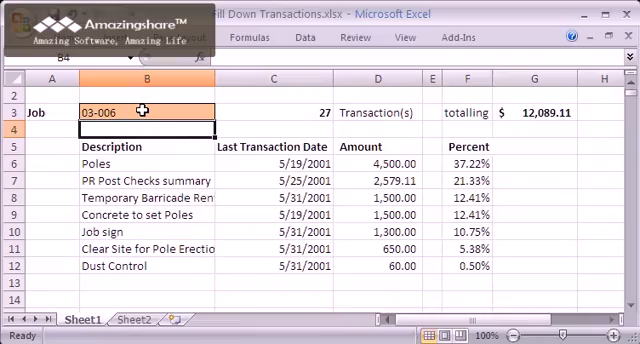 Fill Down Transactions.xlsx - Microsoft Excel
Amazingshare™
Amazing Software, Amazing Life
Formulas Data Review View Add-Ins
B4 fx
A B C D E F G H
2
3 Job 03-006 27 Transaction(s) totalling $ 12,089.11
4
5 Description Last Transaction Date Amount Percent
6 Poles 5/19/2001 4,500.00 37.22%
7 PR Post Checks summary 5/25/2001 2,579.11 21.33%
8 Temporary Barricade Ren 5/31/2001 1,500.00 12.41%
9 Concrete to set Poles 5/19/2001 1,500.00 12.41%
10 Job sign 5/31/2001 1,300.00 10.75%
11 Clear Site for Pole Erectio 5/31/2001 650.00 5.38%
12 Dust Control 5/31/2001 60.00 0.50%
13
14
Sheet1 Sheet2
Ready 100%